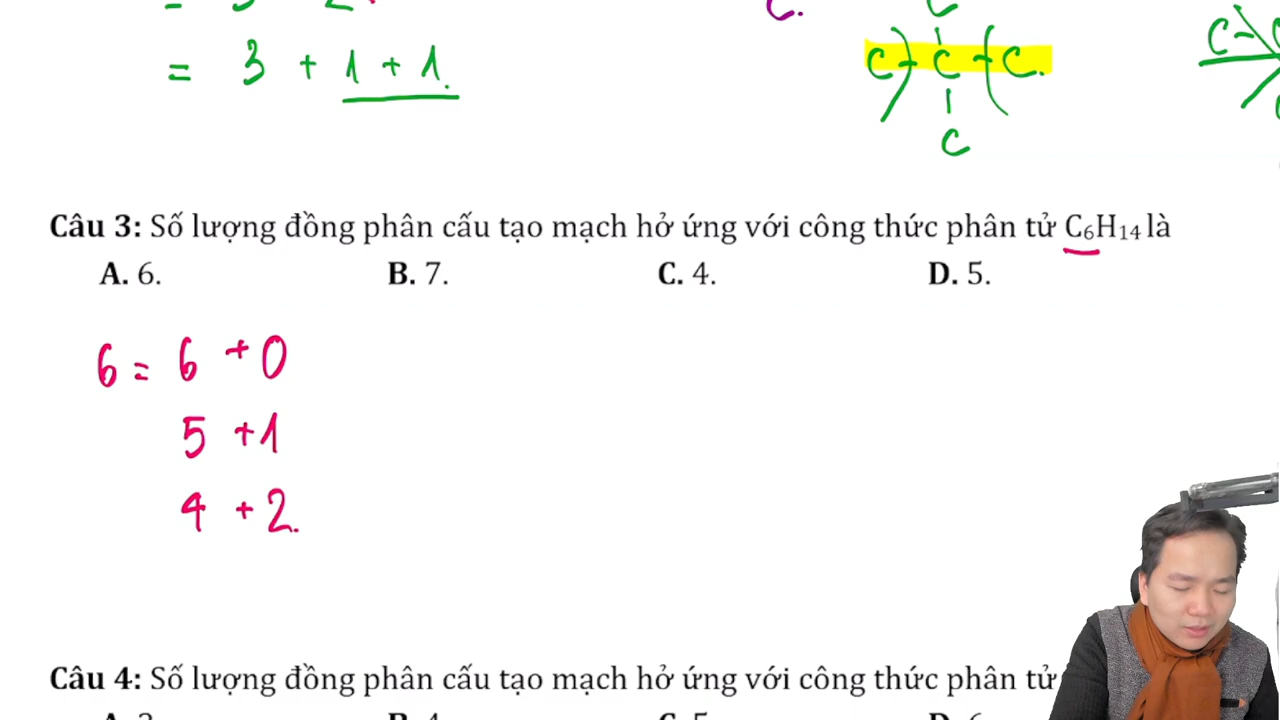 = 3 + 1 + 1.
C.
C
C - C - C.
C
Câu 3: Số lượng đồng phân cấu tạo mạch hở ứng với công thức phân tử C₆H₁₄ là
A. 6. B. 7. C. 4. D. 5.
6 = 6 + 0
5 + 1
4 + 2.
Câu 4: Số lượng đồng phân cấu tạo mạch hở ứng với công thức phân tử